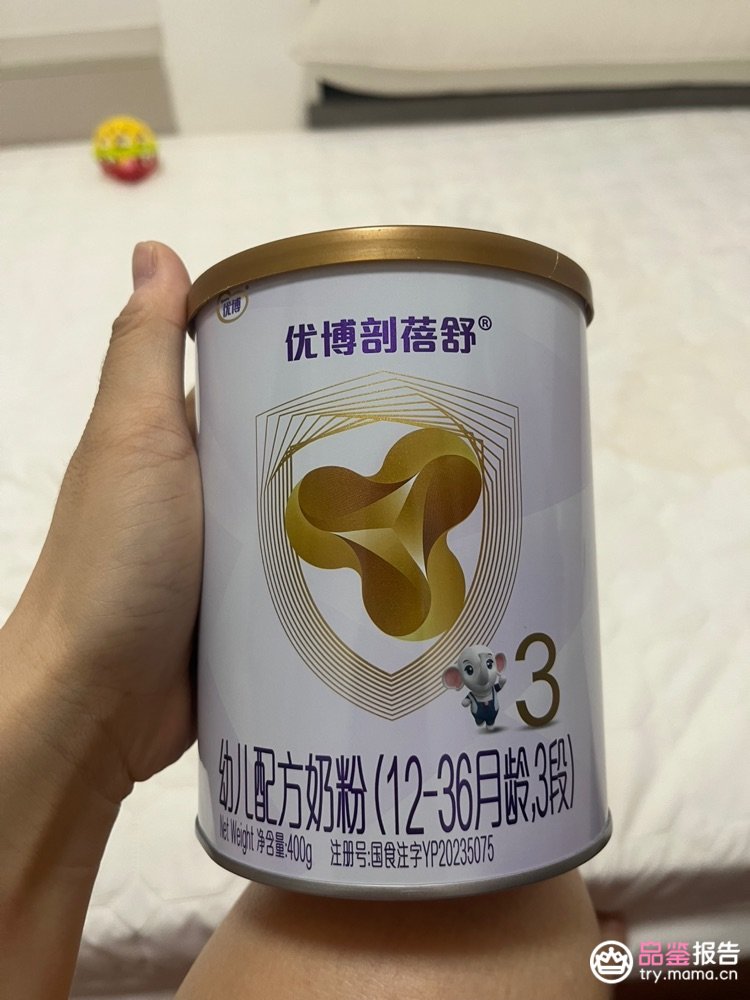 优博
优博剖蓓舒®
3
幼儿配方奶粉(12-36月龄,3段)
Net Weight 净含量:400g 注册号:国食注字YP20235075
品鉴报告
try.mama.cn